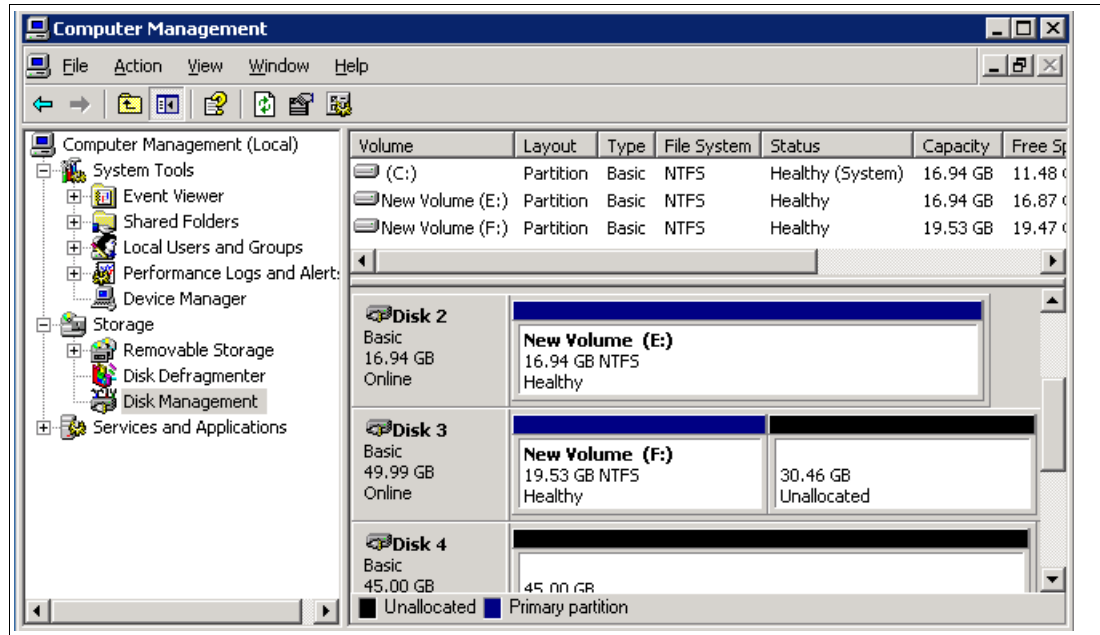 Computer Management
File Action View Window Help
Computer Management (Local)
System Tools
Event Viewer
Shared Folders
Local Users and Groups
Performance Logs and Alert
Device Manager
Storage
Removable Storage
Disk Defragmenter
Disk Management
Services and Applications
Volume Layout Type File System Status Capacity Free Sp
(C:) Partition Basic NTFS Healthy (System) 16.94 GB 11.48
New Volume (E:) Partition Basic NTFS Healthy 16.94 GB 16.87
New Volume (F:) Partition Basic NTFS Healthy 19.53 GB 19.47
Disk 2
Basic
16.94 GB
Online
New Volume (E:)
16.94 GB NTFS
Healthy
Disk 3
Basic
49.99 GB
Online
New Volume (F:)
19.53 GB NTFS
Healthy
30.46 GB
Unallocated
Disk 4
Basic
45.00 GB
45.00 GB
Unallocated Primary partition